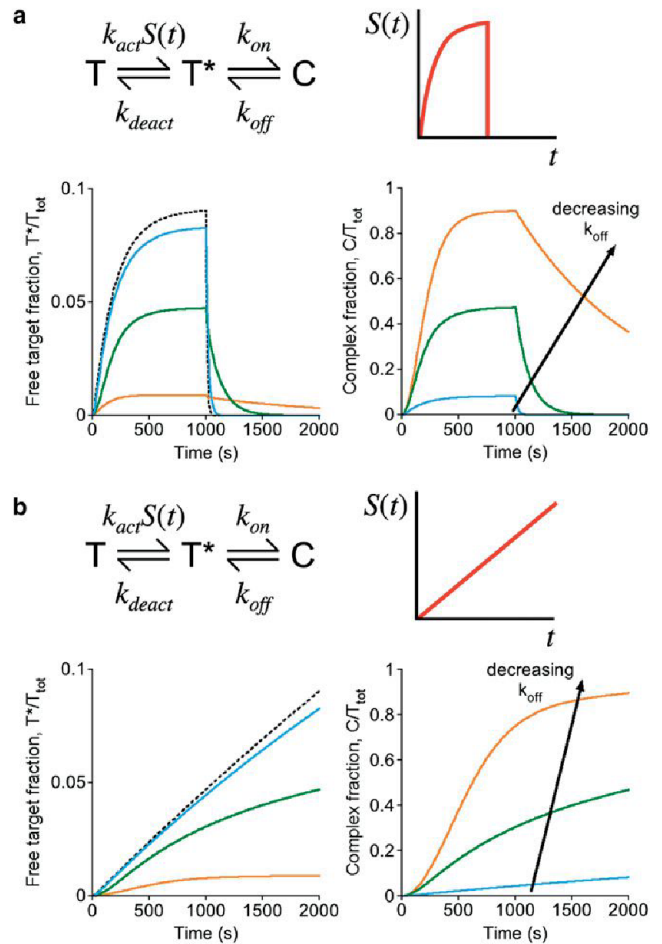 a
k_act S(t) k_on
T ⇌ T* ⇌ C
k_deact k_off
S(t)
t
Free target fraction, T*/T_tot
0.1
0.05
0
0 500 1000 1500 2000
Time (s)
Complex fraction, C/T_tot
1
0.8
0.6
0.4
0.2
0
0 500 1000 1500 2000
Time (s)
decreasing
k_off
b
k_act S(t) k_on
T ⇌ T* ⇌ C
k_deact k_off
S(t)
t
Free target fraction, T*/T_tot
0.1
0.05
0
0 500 1000 1500 2000
Time (s)
Complex fraction, C/T_tot
1
0.8
0.6
0.4
0.2
0
0 500 1000 1500 2000
Time (s)
decreasing
k_off